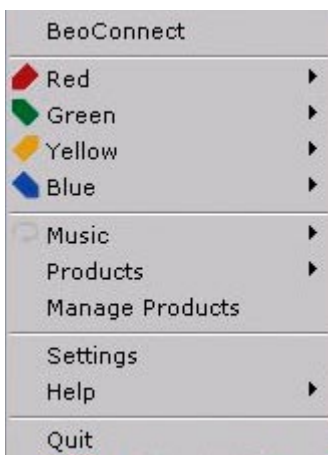 BeoConnect
Red
Green
Yellow
Blue
Music
Products
Manage Products
Settings
Help
Quit